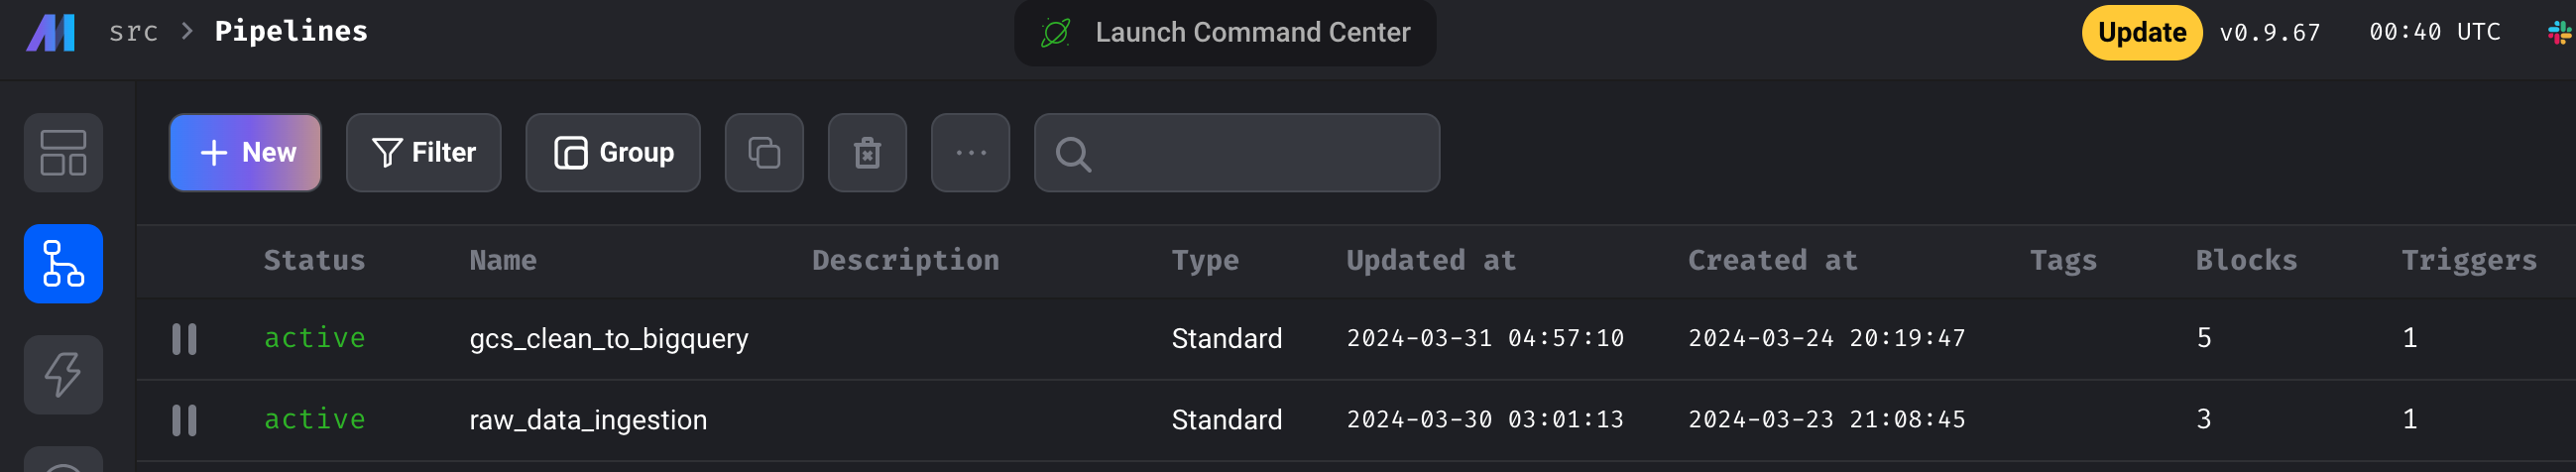 src > Pipelines Launch Command Center Update v0.9.67 00:40 UTC
+ New Filter Group ...
Status Name Description Type Updated at Created at Tags Blocks Triggers
active gcs_clean_to_bigquery Standard 2024-03-31 04:57:10 2024-03-24 20:19:47 5 1
active raw_data_ingestion Standard 2024-03-30 03:01:13 2024-03-23 21:08:45 3 1